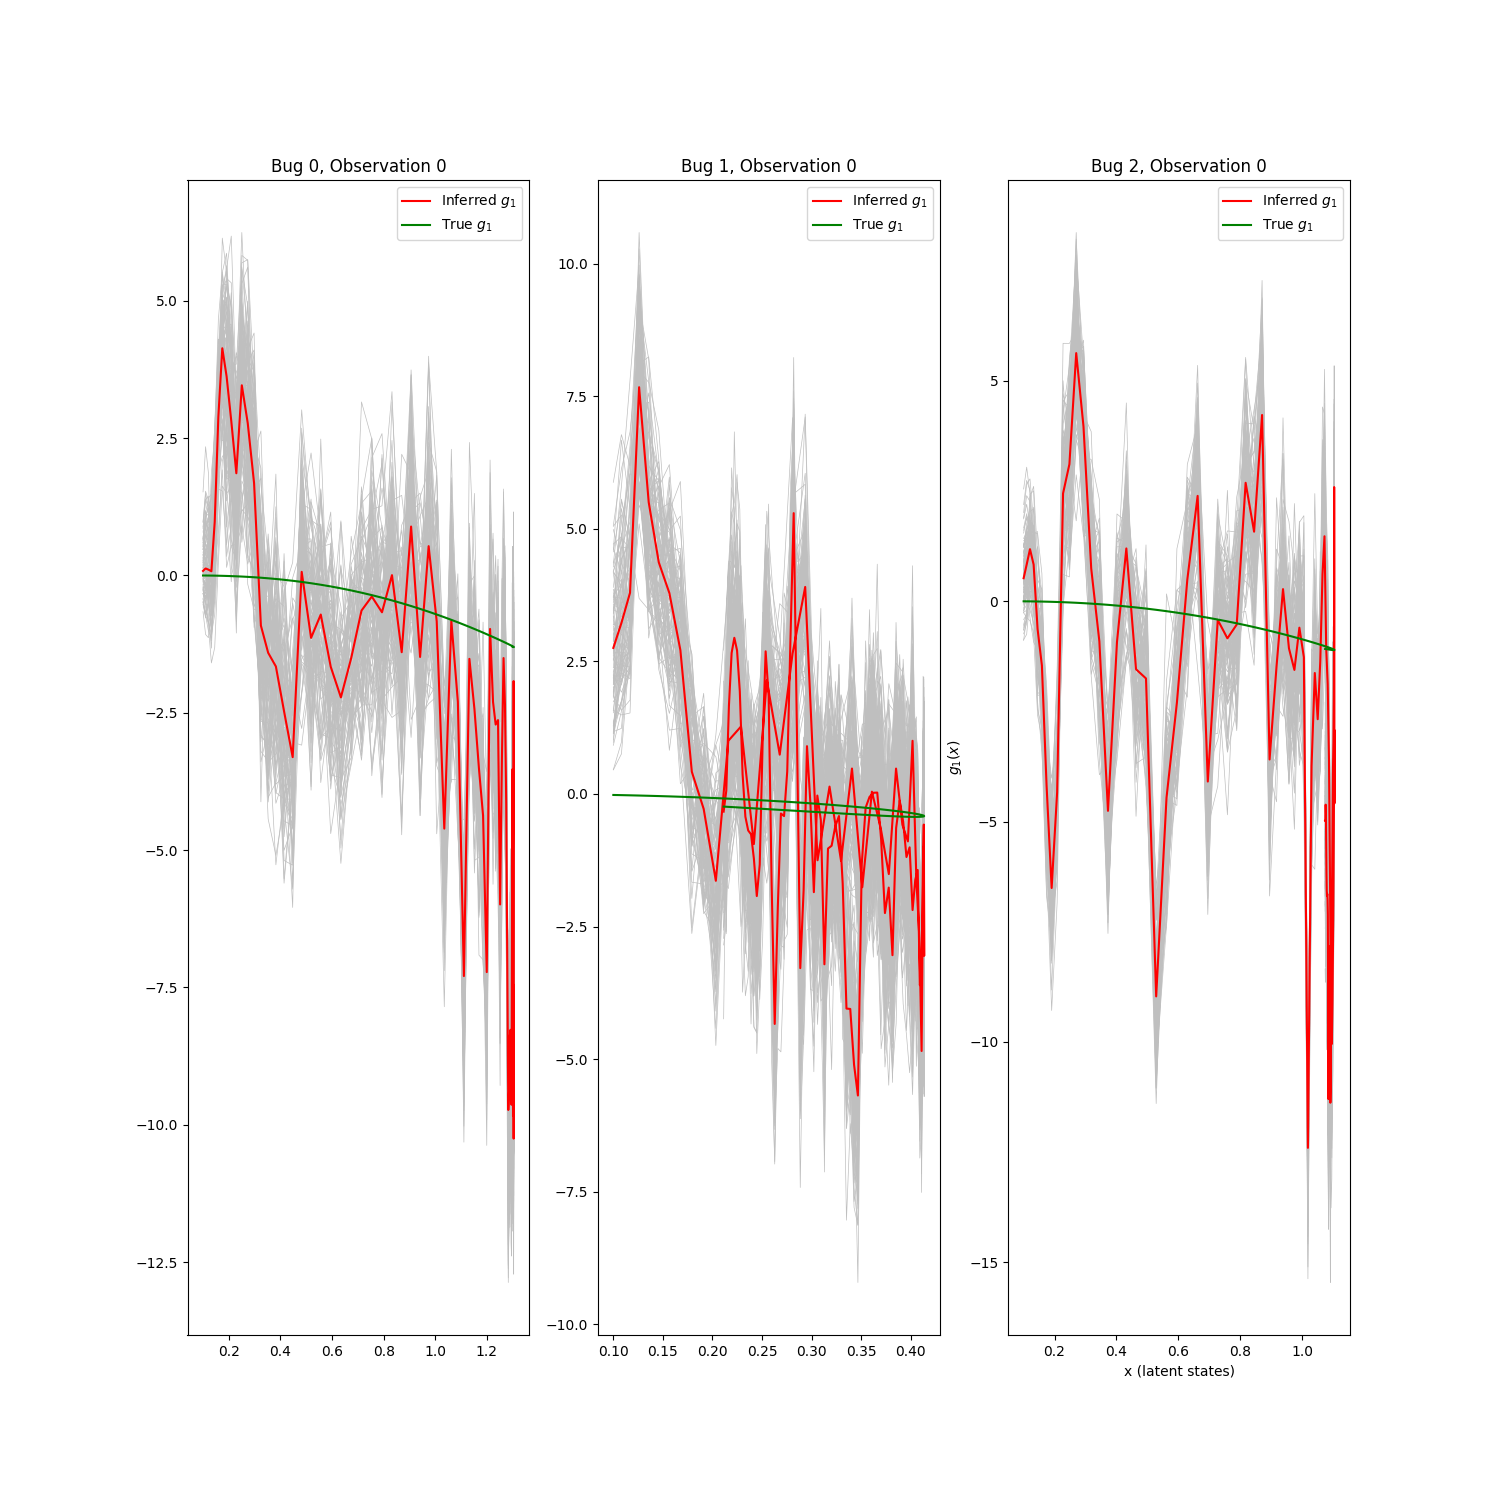 Bug 0, Observation 0
Inferred g₁
True g₁
5.0
2.5
0.0
−2.5
−5.0
−7.5
−10.0
−12.5
0.2 0.4 0.6 0.8 1.0 1.2
Bug 1, Observation 0
Inferred g₁
True g₁
10.0
7.5
5.0
2.5
0.0
−2.5
−5.0
−7.5
−10.0
0.10 0.15 0.20 0.25 0.30 0.35 0.40
Bug 2, Observation 0
Inferred g₁
True g₁
g₁(x)
5
0
−5
−10
−15
0.2 0.4 0.6 0.8 1.0
x (latent states)